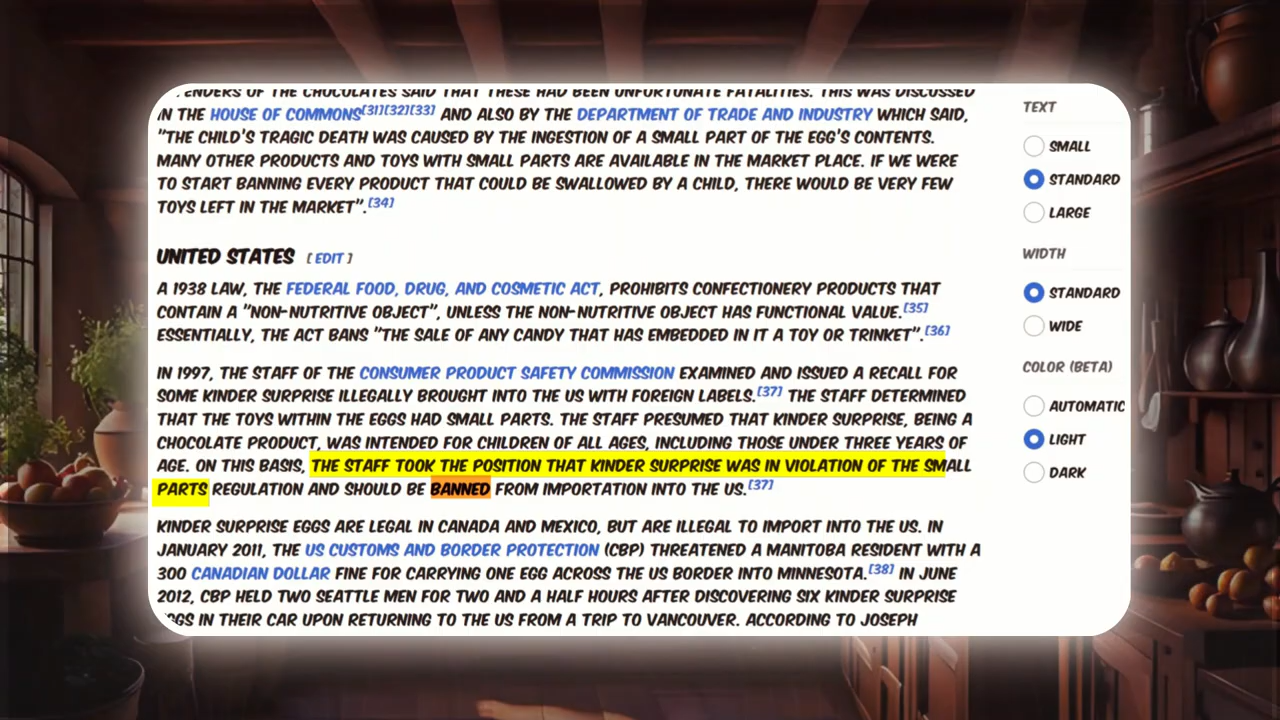 ENDERS OF THE CHOCOLATES SAID THAT THESE HAD BEEN UNFORTUNATE FATALITIES. THIS WAS DISCUSSED
IN THE HOUSE OF COMMONS[31][32][33] AND ALSO BY THE DEPARTMENT OF TRADE AND INDUSTRY WHICH SAID,
"THE CHILD'S TRAGIC DEATH WAS CAUSED BY THE INGESTION OF A SMALL PART OF THE EGG'S CONTENTS.
MANY OTHER PRODUCTS AND TOYS WITH SMALL PARTS ARE AVAILABLE IN THE MARKET PLACE. IF WE WERE
TO START BANNING EVERY PRODUCT THAT COULD BE SWALLOWED BY A CHILD, THERE WOULD BE VERY FEW
TOYS LEFT IN THE MARKET".[34]
UNITED STATES [ EDIT ]
A 1938 LAW, THE FEDERAL FOOD, DRUG, AND COSMETIC ACT, PROHIBITS CONFECTIONERY PRODUCTS THAT
CONTAIN A "NON-NUTRITIVE OBJECT", UNLESS THE NON-NUTRITIVE OBJECT HAS FUNCTIONAL VALUE.[35]
ESSENTIALLY, THE ACT BANS "THE SALE OF ANY CANDY THAT HAS EMBEDDED IN IT A TOY OR TRINKET".[36]
IN 1997, THE STAFF OF THE CONSUMER PRODUCT SAFETY COMMISSION EXAMINED AND ISSUED A RECALL FOR
SOME KINDER SURPRISE ILLEGALLY BROUGHT INTO THE US WITH FOREIGN LABELS.[37] THE STAFF DETERMINED
THAT THE TOYS WITHIN THE EGGS HAD SMALL PARTS. THE STAFF PRESUMED THAT KINDER SURPRISE, BEING A
CHOCOLATE PRODUCT, WAS INTENDED FOR CHILDREN OF ALL AGES, INCLUDING THOSE UNDER THREE YEARS OF
AGE. ON THIS BASIS, THE STAFF TOOK THE POSITION THAT KINDER SURPRISE WAS IN VIOLATION OF THE SMALL
PARTS REGULATION AND SHOULD BE BANNED FROM IMPORTATION INTO THE US.[37]
KINDER SURPRISE EGGS ARE LEGAL IN CANADA AND MEXICO, BUT ARE ILLEGAL TO IMPORT INTO THE US. IN
JANUARY 2011, THE US CUSTOMS AND BORDER PROTECTION (CBP) THREATENED A MANITOBA RESIDENT WITH A
300 CANADIAN DOLLAR FINE FOR CARRYING ONE EGG ACROSS THE US BORDER INTO MINNESOTA.[38] IN JUNE
2012, CBP HELD TWO SEATTLE MEN FOR TWO AND A HALF HOURS AFTER DISCOVERING SIX KINDER SURPRISE
GGS IN THEIR CAR UPON RETURNING TO THE US FROM A TRIP TO VANCOUVER. ACCORDING TO JOSEPH
TEXT
SMALL
STANDARD
LARGE
WIDTH
STANDARD
WIDE
COLOR (BETA)
AUTOMATIC
LIGHT
DARK